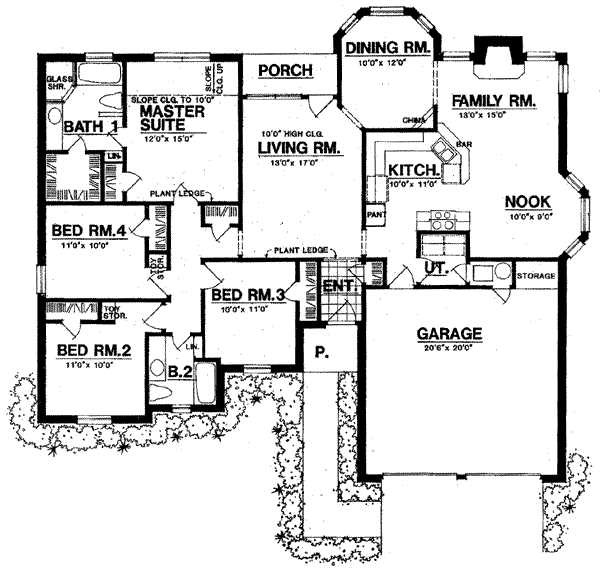 DINING RM.
10'0" x 12'0"
PORCH
GLASS
SHR.
SLOPE
CLG. UP
SLOPE CLG. TO 10'0"
MASTER
SUITE
12'0" x 15'0"
BATH 1
LIN.
PLANT LEDGE
10'0" HIGH CLG.
LIVING RM.
13'0" x 17'0"
CHINA
FAMILY RM.
13'0" x 15'0"
BAR
KITCH.
10'0" x 11'0"
NOOK
10'0" x 9'0"
PANT
BED RM.4
11'0" x 10'0"
TOY
STOR.
PLANT LEDGE
UT.
STORAGE
BED RM.3
10'0" x 11'0"
ENT.
TOY
STOR.
BED RM.2
11'0" x 10'0"
LIN.
B.2
P.
GARAGE
20'6" x 20'0"